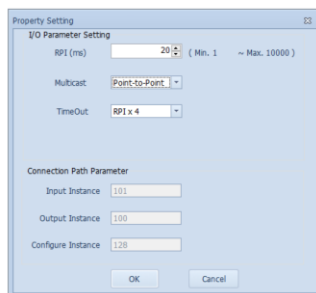 Property Setting
I/O Parameter Setting
RPI (ms) 20 ( Min. 1 ~ Max. 10000 )
Multicast Point-to-Point
TimeOut RPI x 4
Connection Path Parameter
Input Instance 101
Output Instance 100
Configure Instance 128
OK Cancel